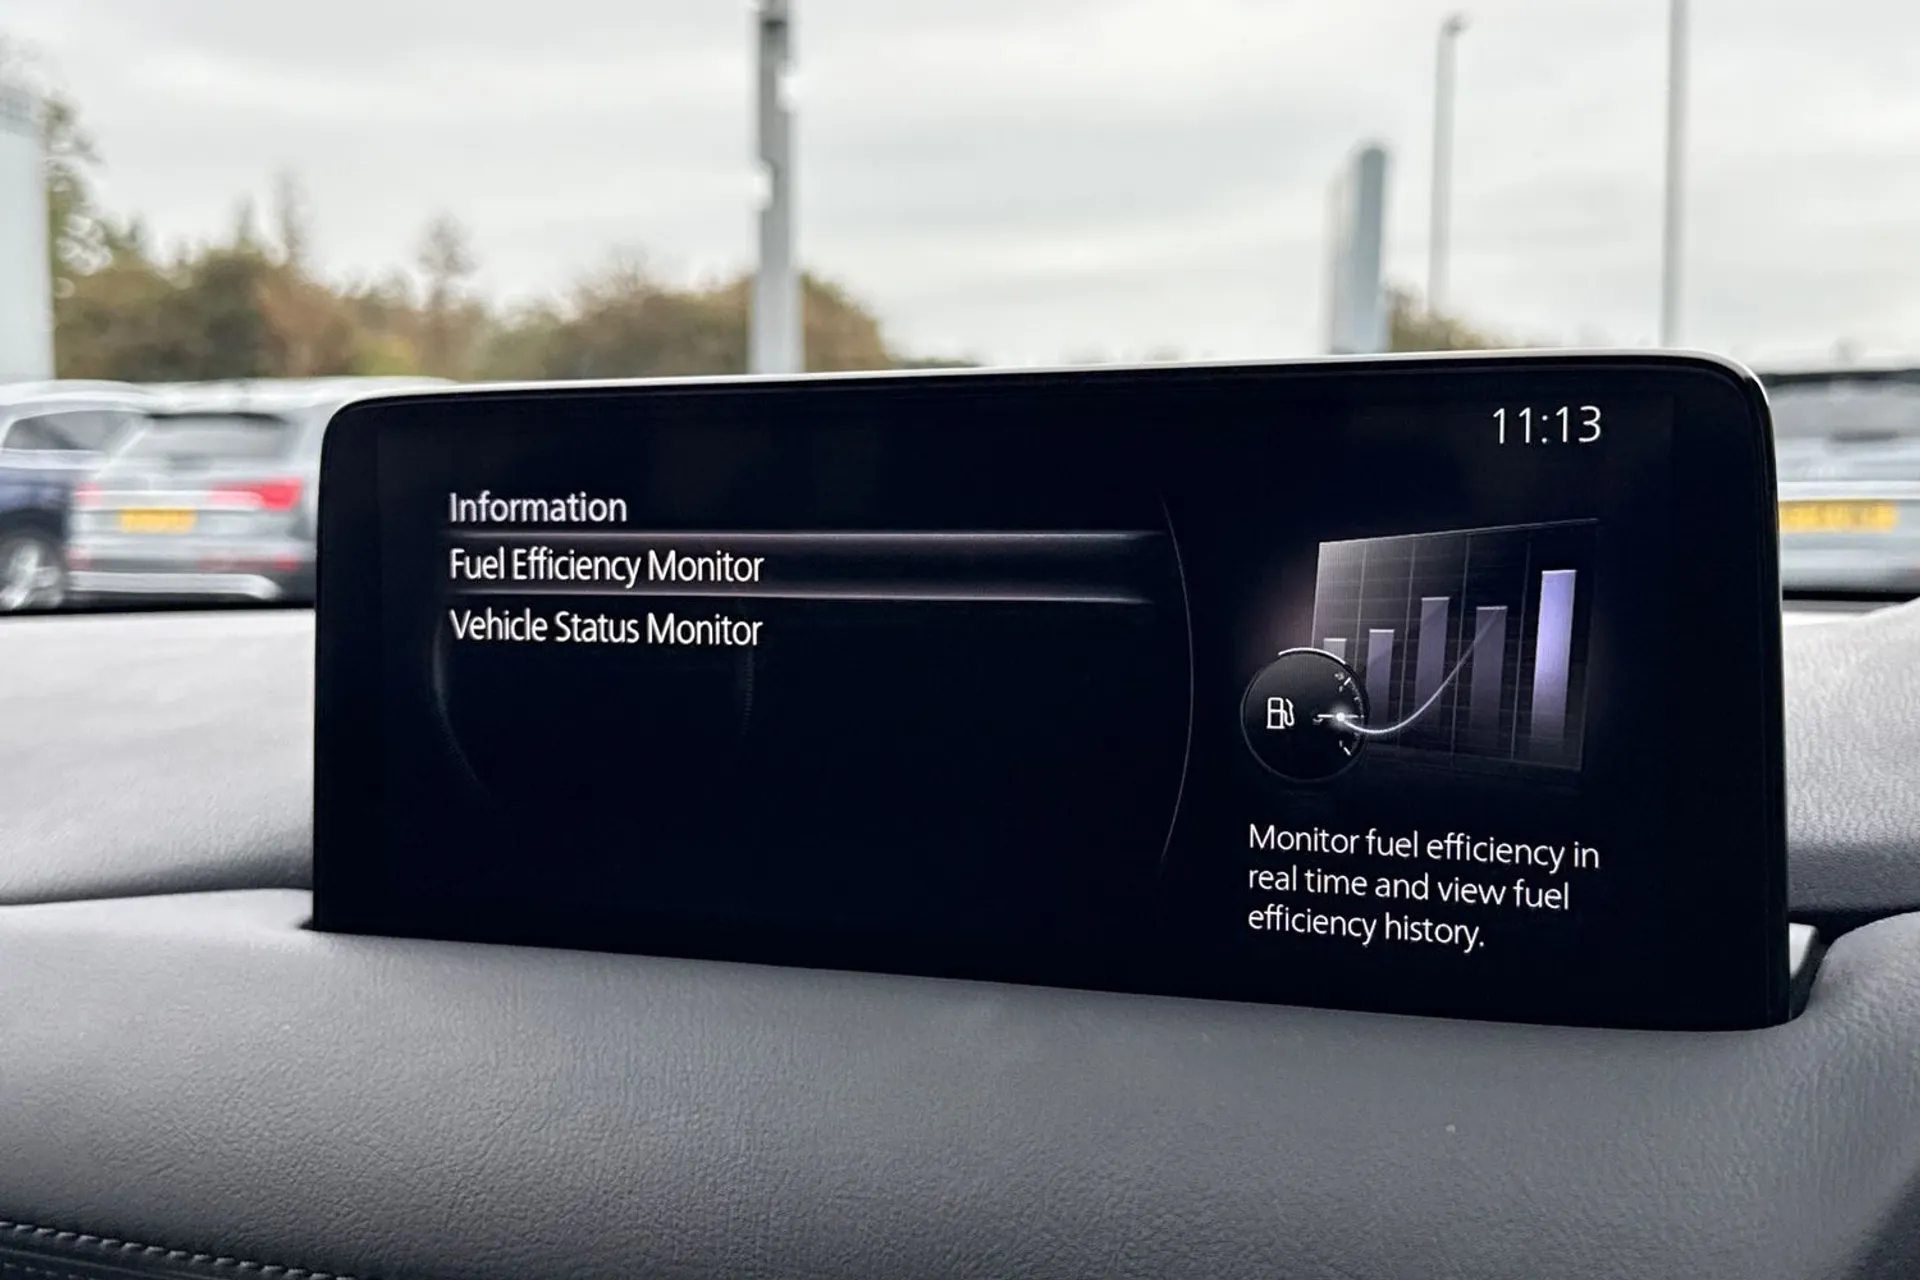 11:13
Information
Fuel Efficiency Monitor
Vehicle Status Monitor
Monitor fuel efficiency in
real time and view fuel
efficiency history.